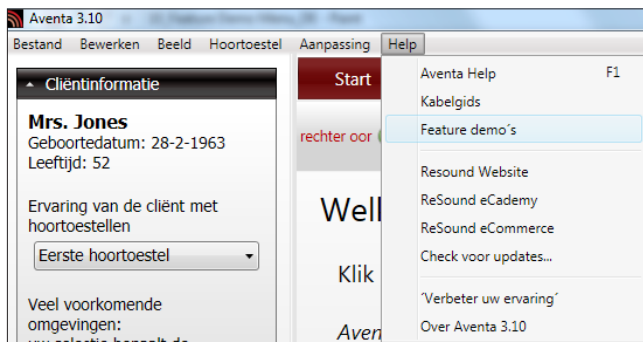 Aventa 3.10
Bestand Bewerken Beeld Hoortoestel Aanpassing Help
Cliëntinformatie
Mrs. Jones
Geboortedatum: 28-2-1963
Leeftijd: 52
Ervaring van de cliënt met
hoortoestellen
Eerste hoortoestel
Veel voorkomende
omgevingen:
Start
rechter oor
Well
Klik
Aven
Aventa Help F1
Kabelgids
Feature demo´s
Resound Website
ReSound eCademy
ReSound eCommerce
Check voor updates...
´Verbeter uw ervaring´
Over Aventa 3.10